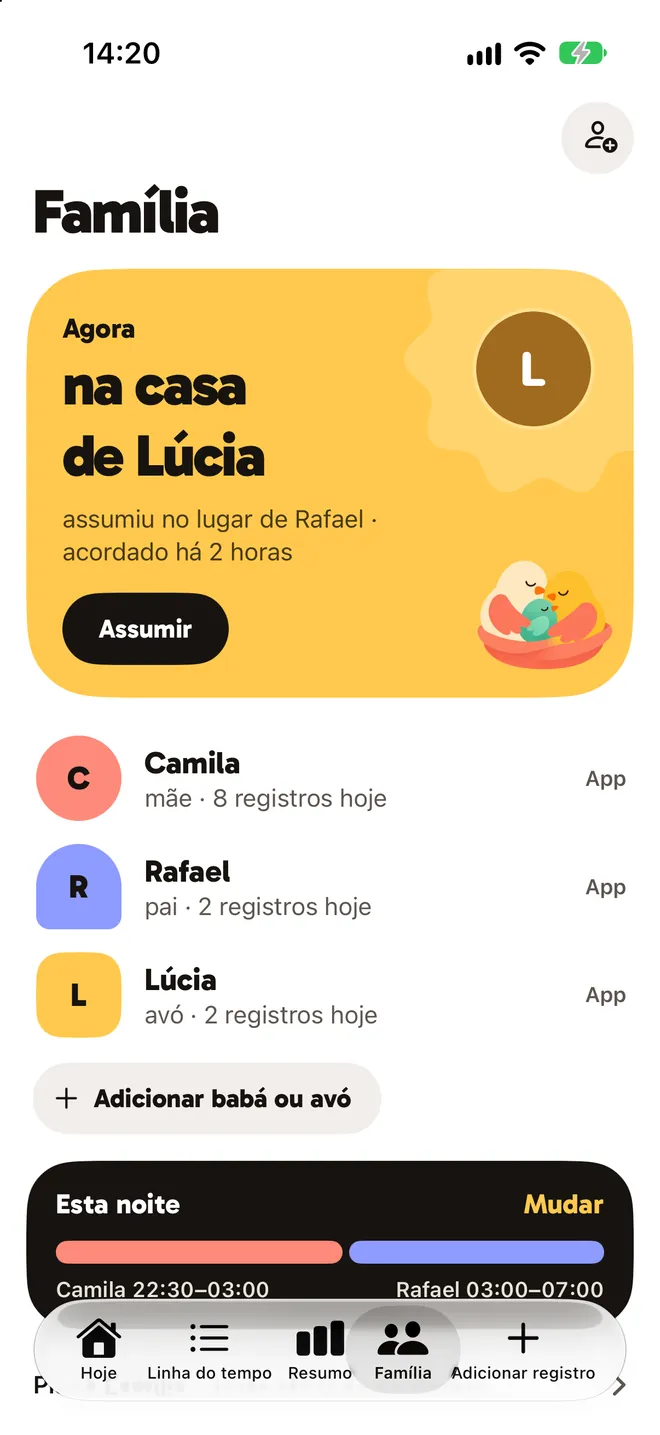 14:20
Família
Agora
L
na casa
de Lúcia
assumiu no lugar de Rafael ·
acordado há 2 horas
Assumir
C
Camila
mãe · 8 registros hoje
App
R
Rafael
pai · 2 registros hoje
App
L
Lúcia
avó · 2 registros hoje
App
+ Adicionar babá ou avó
Esta noite
Mudar
Camila 22:30–03:00
Rafael 03:00–07:00
Hoje
Linha do tempo
Resumo
Família
Adicionar registro